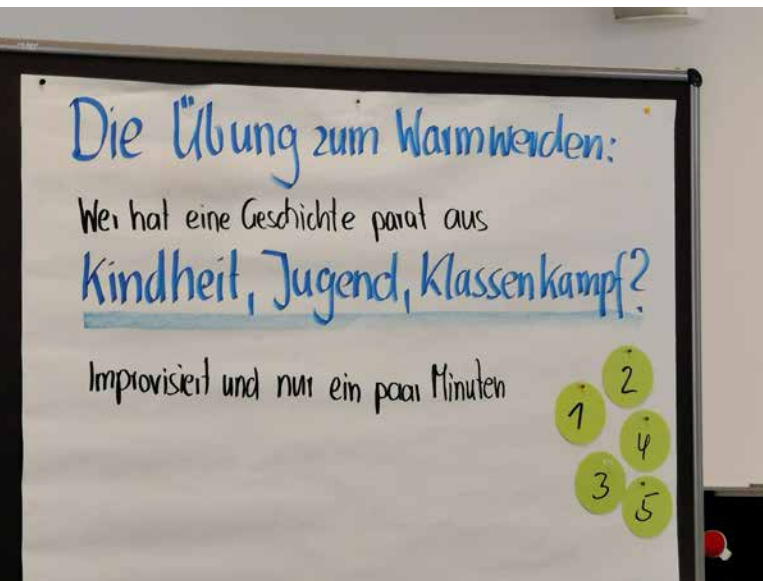 Die Übung zum Warmwerden:
Wer hat eine Geschichte parat aus
Kindheit, Jugend, Klassenkampf?
Improvisiert und nur ein paar Minuten
2
1
4
3
5